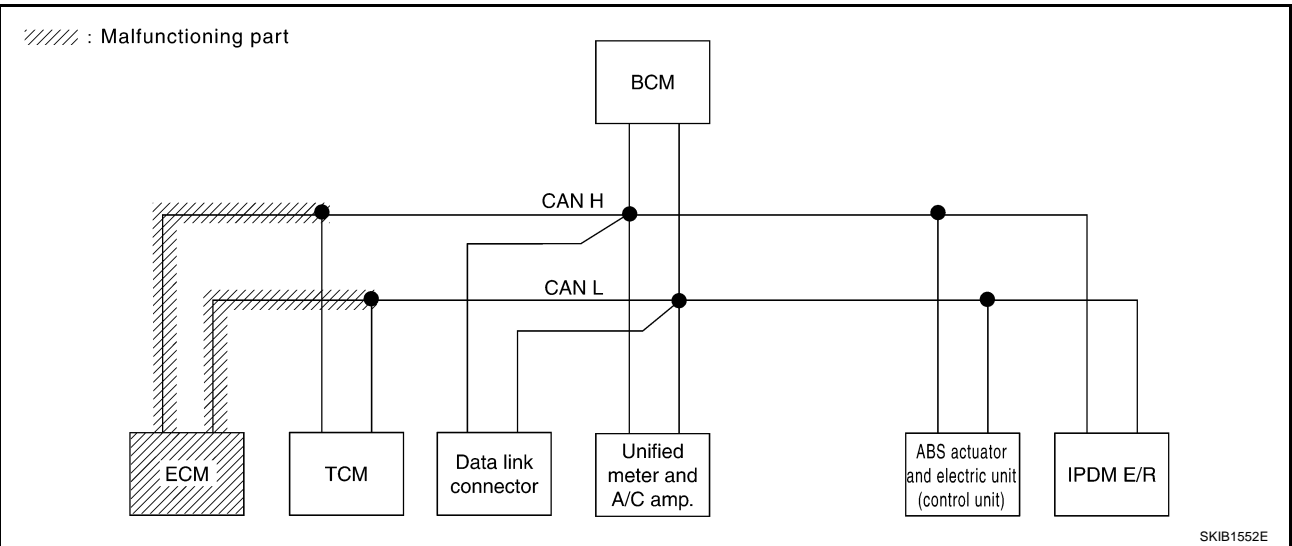 : Malfunctioning part
BCM
CAN H
CAN L
ECM
TCM
Data link
connector
Unified
meter and
A/C amp.
ABS actuator
and electric unit
(control unit)
IPDM E/R
SKIB1552E